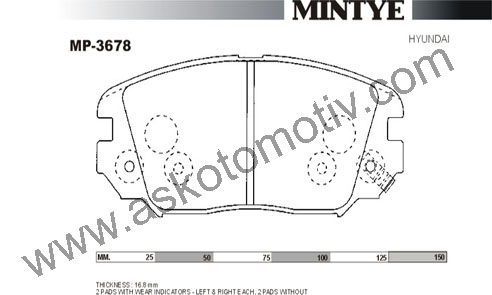 MINTYE
MP-3678
HYUNDAI
www.askotomotiv.com
MM. 25 50 75 100 125 150
THICKNESS : 16.8 mm
2 PADS WITH WEAR INDICATORS - LEFT & RIGHT EACH, 2 PADS WITHOUT